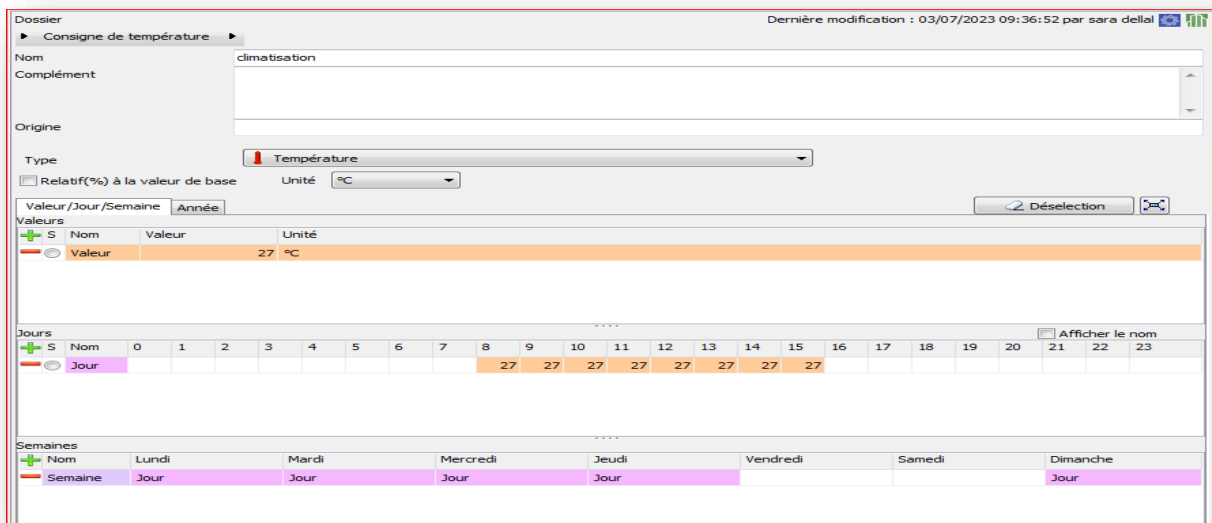 Dossier Dernière modification : 03/07/2023 09:36:52 par sara dellal
Consigne de température
Nom climatisation
Complément
Origine
Type Température
Relatif(%) à la valeur de base Unité °C
Valeur/Jour/Semaine Année Déselection
Valeurs
S Nom Valeur Unité
Valeur 27 °C
Jours Afficher le nom
S Nom 0 1 2 3 4 5 6 7 8 9 10 11 12 13 14 15 16 17 18 19 20 21 22 23
Jour 27 27 27 27 27 27 27 27
Semaines
Nom Lundi Mardi Mercredi Jeudi Vendredi Samedi Dimanche
Semaine Jour Jour Jour Jour Jour